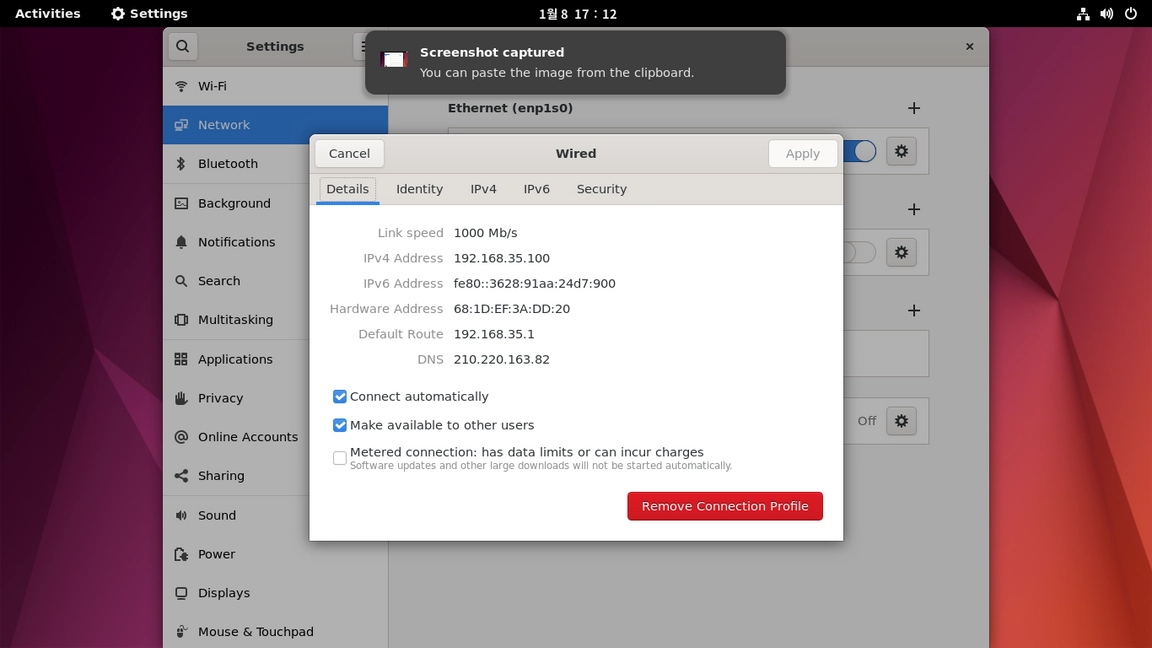 Activities
Settings
1월 8 17 : 12
Settings
Screenshot captured
You can paste the image from the clipboard.
Wi-Fi
Network
Bluetooth
Background
Notifications
Search
Multitasking
Applications
Privacy
Online Accounts
Sharing
Sound
Power
Displays
Mouse & Touchpad
Ethernet (enp1s0)
Off
Cancel
Wired
Apply
Details
Identity
IPv4
IPv6
Security
Link speed 1000 Mb/s
IPv4 Address 192.168.35.100
IPv6 Address fe80::3628:91aa:24d7:900
Hardware Address 68:1D:EF:3A:DD:20
Default Route 192.168.35.1
DNS 210.220.163.82
Connect automatically
Make available to other users
Metered connection: has data limits or can incur charges
Software updates and other large downloads will not be started automatically.
Remove Connection Profile